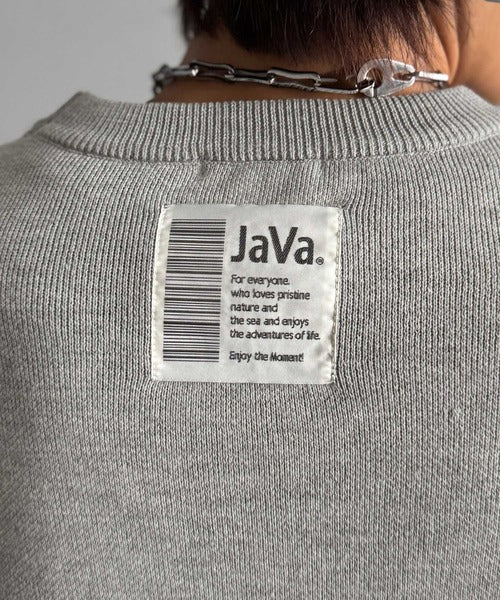 JaVa®
For everyone.
who loves pristine
nature and
the sea and enjoys
the adventures of life.
Enjoy the Moment!